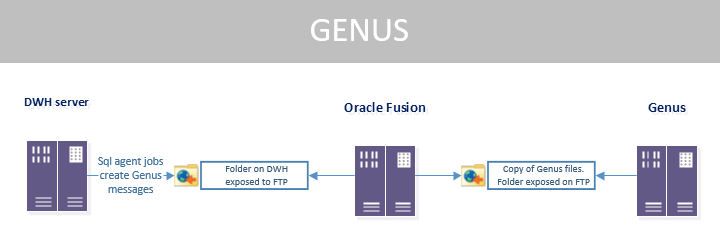 GENUS
DWH server
Oracle Fusion
Genus
Sql agent jobs
create Genus
messages
Folder on DWH
exposed to FTP
Copy of Genus files.
Folder exposed on FTP